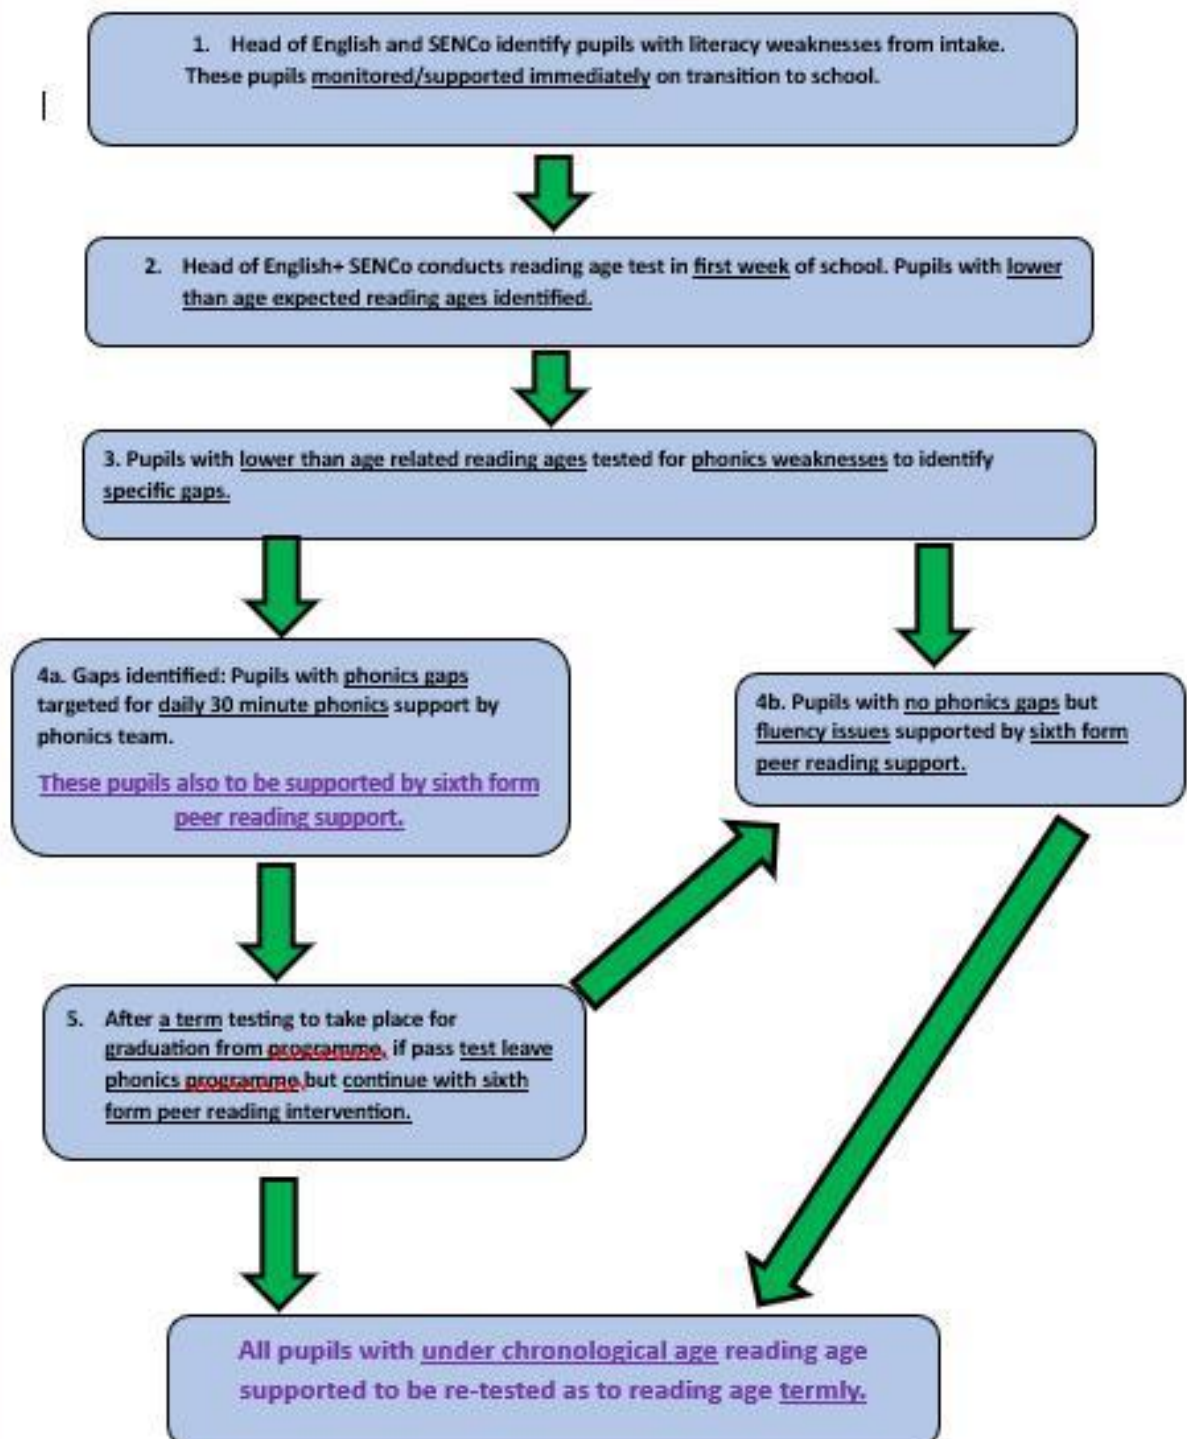 1. Head of English and SENCo identify pupils with literacy weaknesses from intake.
These pupils monitored/supported immediately on transition to school.
2. Head of English+ SENCo conducts reading age test in first week of school. Pupils with lower
than age expected reading ages identified.
3. Pupils with lower than age related reading ages tested for phonics weaknesses to identify
specific gaps.
4a. Gaps identified: Pupils with phonics gaps
targeted for daily 30 minute phonics support by
phonics team.
These pupils also to be supported by sixth form
peer reading support.
4b. Pupils with no phonics gaps but
fluency issues supported by sixth form
peer reading support.
5. After a term testing to take place for
graduation from programme, if pass test leave
phonics programme but continue with sixth
form peer reading intervention.
All pupils with under chronological age reading age
supported to be re-tested as to reading age termly.